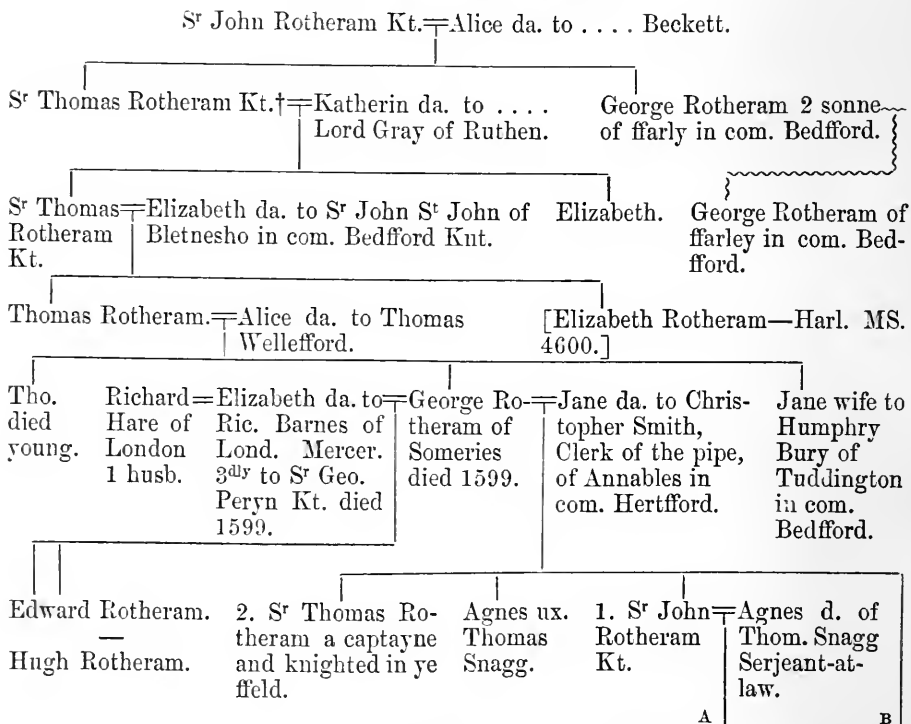 Sʳ John Rotheram Kt.=Alice da. to .... Beckett.
Sʳ Thomas Rotheram Kt.†=Katherin da. to ....
Lord Gray of Ruthen.
George Rotheram 2 sonne
of ffarly in com. Bedfford.
Sʳ Thomas=
Rotheram
Kt.
Elizabeth da. to Sʳ John Sᵗ John of
Bletnesho in com. Bedfford Knt.
Elizabeth.
George Rotheram of
ffarley in com. Bed-
fford.
Thomas Rotheram.=Alice da. to Thomas
Wellefford.
[Elizabeth Rotheram—Harl. MS.
4600.]
Tho.
died
young.
Richard=
Hare of
London
1 husb.
Elizabeth da. to=
Ric. Barnes of
Lond. Mercer.
3ᵈˡʸ to Sʳ Geo.
Peryn Kt. died
1599.
George Ro-=
theram of
Someries
died 1599.
Jane da. to Chris-
topher Smith,
Clerk of the pipe,
of Annables in
com. Hertfford.
Jane wife to
Humphry
Bury of
Tuddington
in com.
Bedfford.
Edward Rotheram.
—
Hugh Rotheram.
2. Sʳ Thomas Ro-
theram a captayne
and knighted in ye
ffeld.
Agnes ux.
Thomas
Snagg.
1. Sʳ John=
Rotheram
Kt.
Agnes d. of
Thom. Snagg
Serjeant-at-
law.
A
B